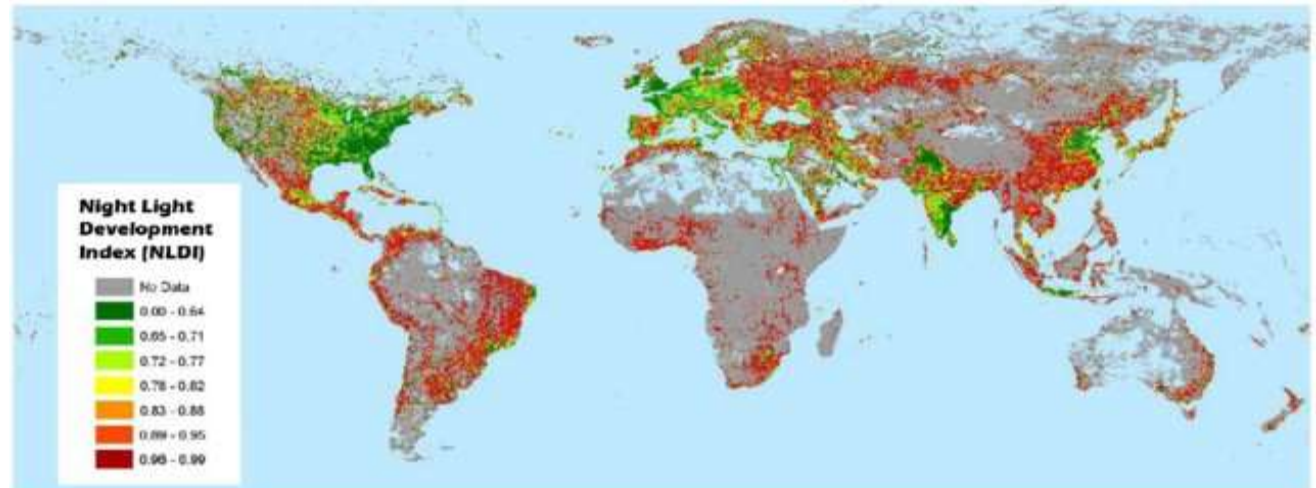 Night Light
Development
Index (NLDI)
No Data
0.00 - 0.64
0.65 - 0.71
0.72 - 0.77
0.78 - 0.82
0.83 - 0.88
0.89 - 0.95
0.96 - 0.99